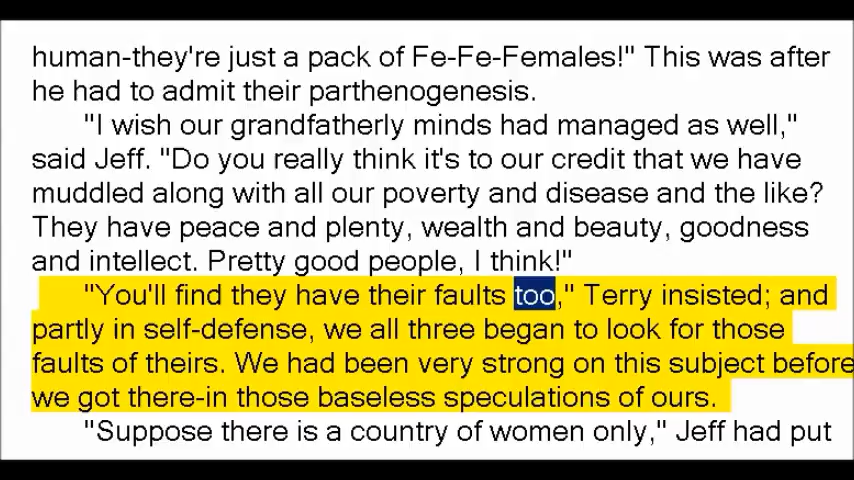 human-they're just a pack of Fe-Fe-Females!" This was after
he had to admit their parthenogenesis.
"I wish our grandfatherly minds had managed as well,"
said Jeff. "Do you really think it's to our credit that we have
muddled along with all our poverty and disease and the like?
They have peace and plenty, wealth and beauty, goodness
and intellect. Pretty good people, I think!"
"You'll find they have their faults too," Terry insisted; and
partly in self-defense, we all three began to look for those
faults of theirs. We had been very strong on this subject before
we got there-in those baseless speculations of ours.
"Suppose there is a country of women only," Jeff had put